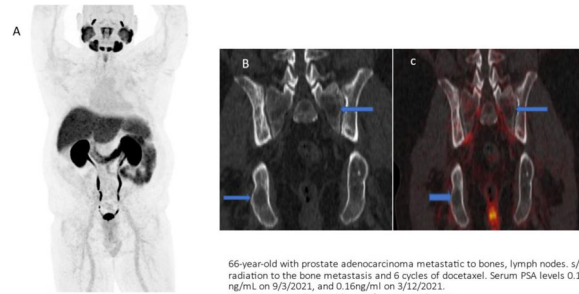 A
B
c
66-year-old with prostate adenocarcinoma metastatic to bones, lymph nodes. s/
radiation to the bone metastasis and 6 cycles of docetaxel. Serum PSA levels 0.1
ng/mL on 9/3/2021, and 0.16ng/ml on 3/12/2021.